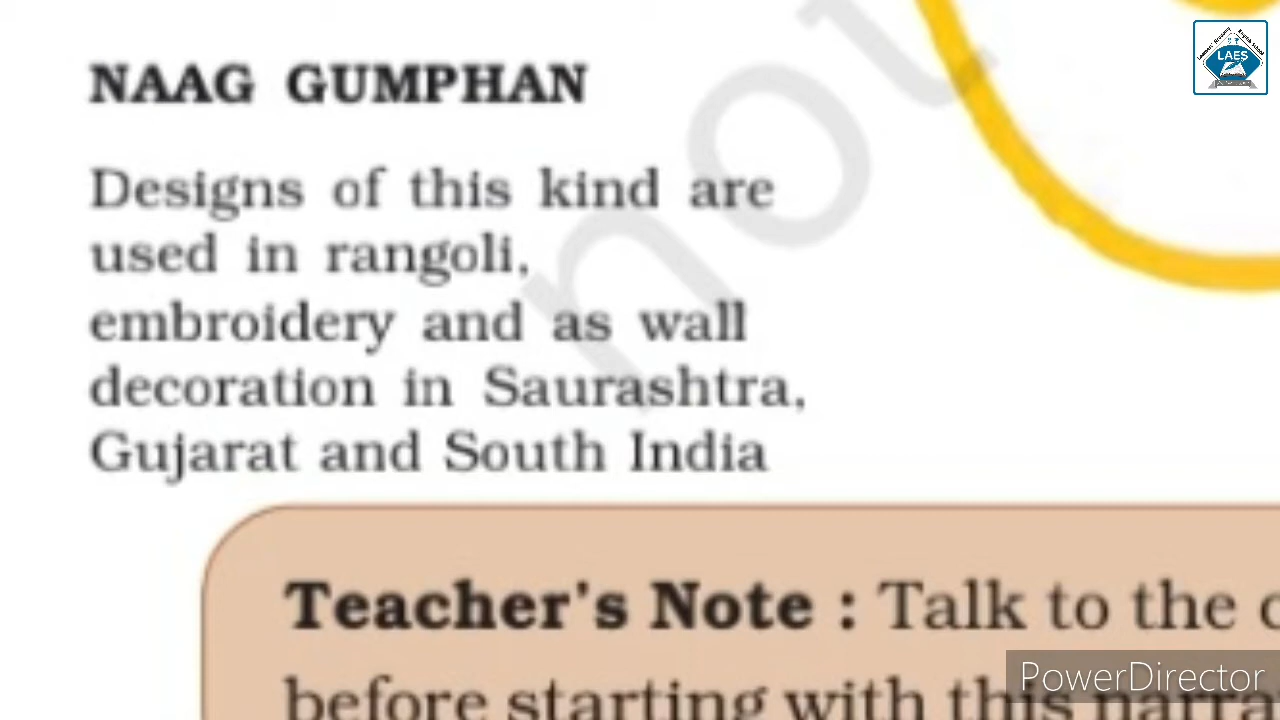 NAAG GUMPHAN
LAES
Designs of this kind are
used in rangoli,
embroidery and as wall
decoration in Saurashtra,
Gujarat and South India
Teacher's Note : Talk to the
before starting with this
PowerDirector
nou